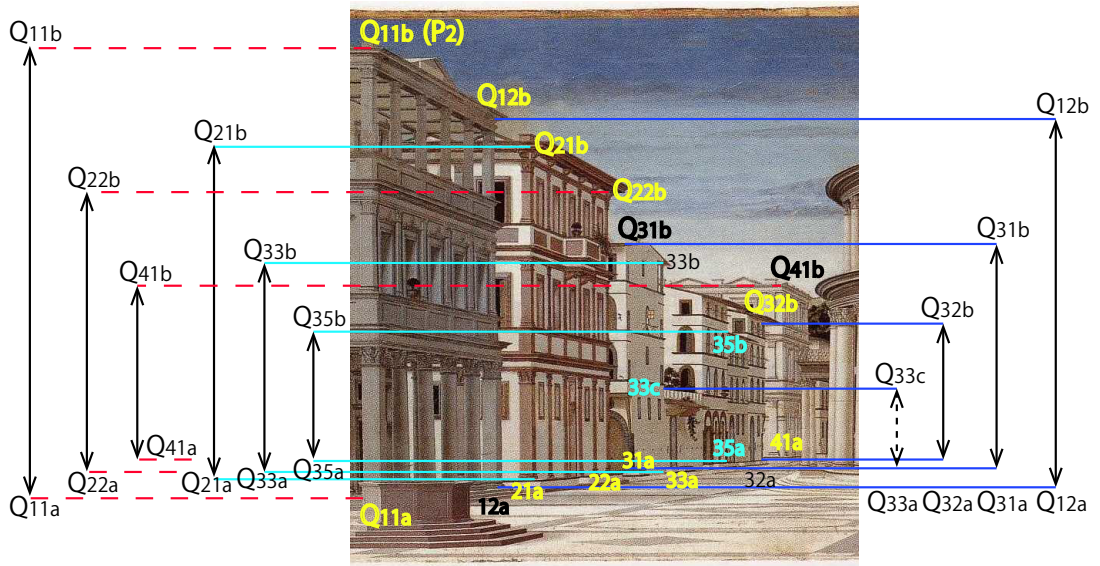 Q11b
Q11b (P2)
Q12b
Q12b
Q21b
Q21b
Q22b
Q22b
Q31b
Q31b
Q33b
33b
Q41b
Q41b
Q32b
Q32b
Q35b
35b
33c
Q33c
Q41a
41a
35a
31a
Q22a
Q21a
Q33a
Q35a
21a
22a
33a
32a
Q11a
Q11a
12a
Q33a
Q32a
Q31a
Q12a